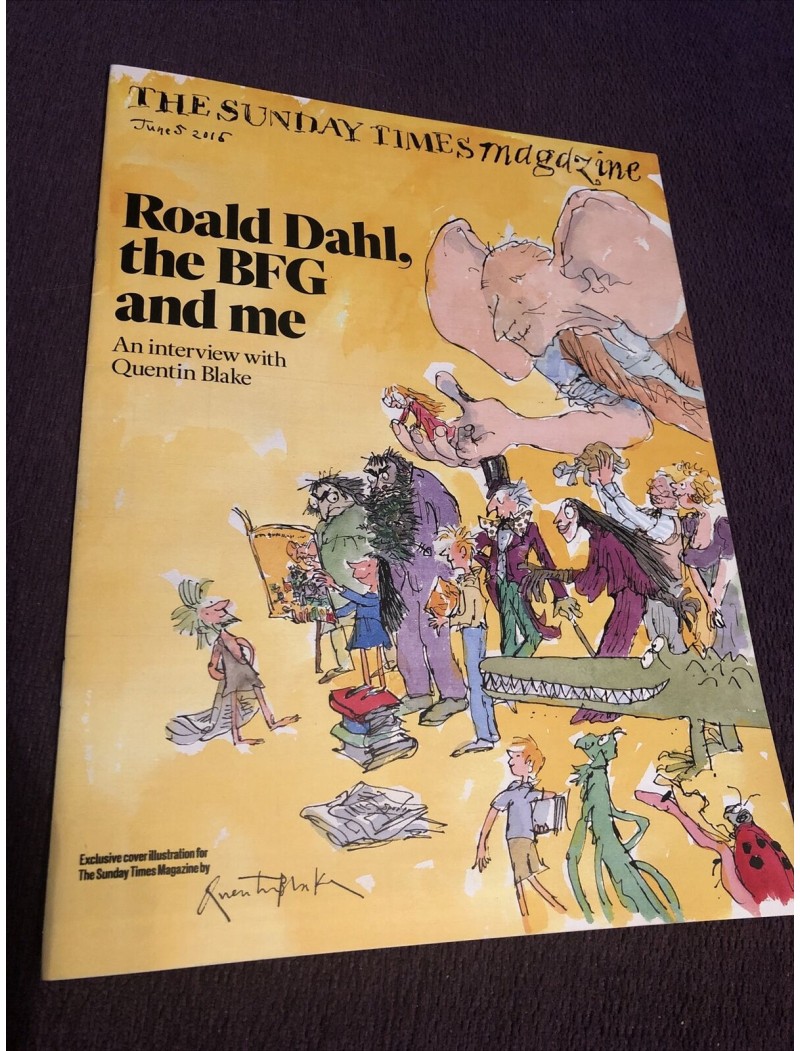 THE SUNDAY TIMES magazine
June 5 2016
Roald Dahl,
the BFG
and me
An interview with
Quentin Blake
Exclusive cover illustration for
The Sunday Times Magazine by
Quentin Blake